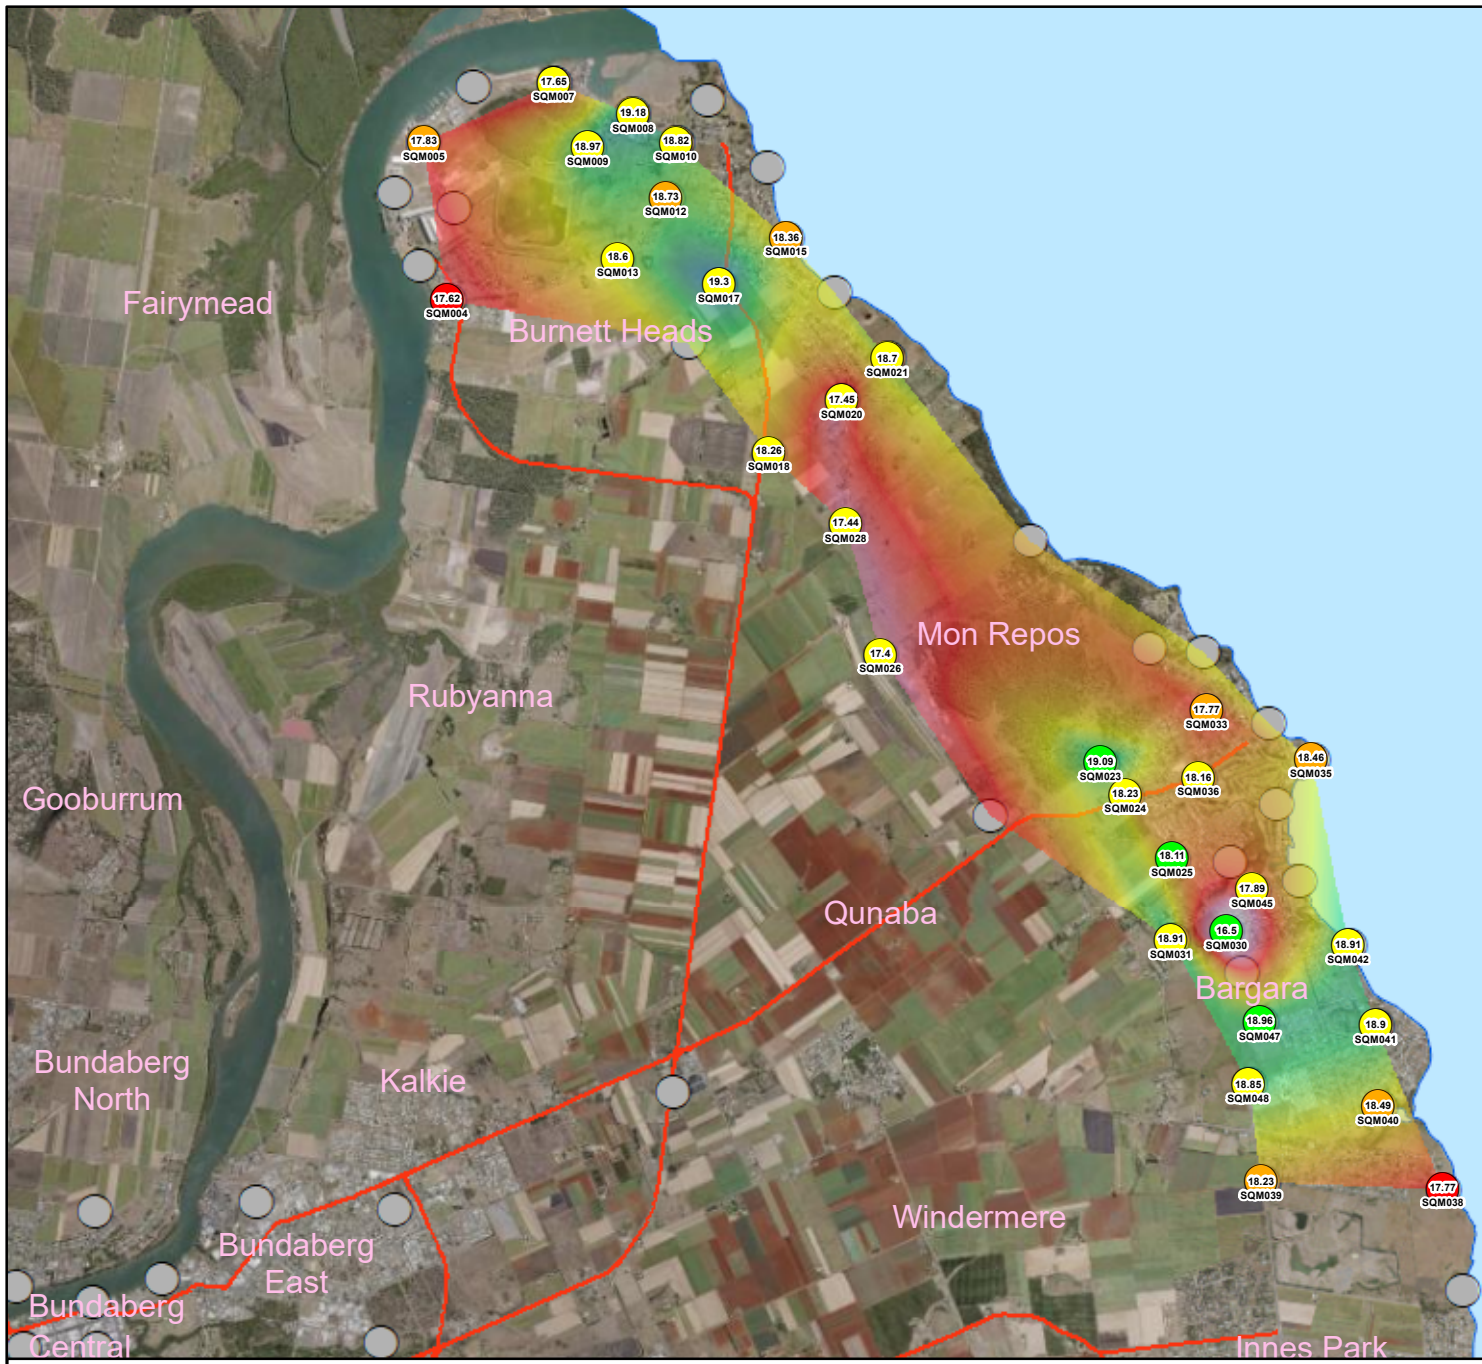 17.65
SQM007
19.18
SQM008
17.83
SQM005
18.97
SQM009
18.82
SQM010
18.73
SQM012
18.36
SQM015
18.6
SQM013
19.3
SQM017
17.62
SQM004
Fairymead
Burnett Heads
18.7
SQM021
17.45
SQM020
18.26
SQM018
17.44
SQM028
Mon Repos
17.4
SQM026
Rubyanna
17.77
SQM033
19.09
SQM023
18.46
SQM035
18.16
SQM036
18.23
SQM024
Gooburrum
18.11
SQM025
17.89
SQM045
Qunaba
16.5
SQM030
18.91
SQM031
18.91
SQM042
Bargara
18.96
SQM047
18.9
SQM041
Bundaberg
North
Kalkie
18.85
SQM048
18.49
SQM040
18.23
SQM039
17.77
SQM038
Windermere
Bundaberg
East
Bundaberg
Central
Innes Park